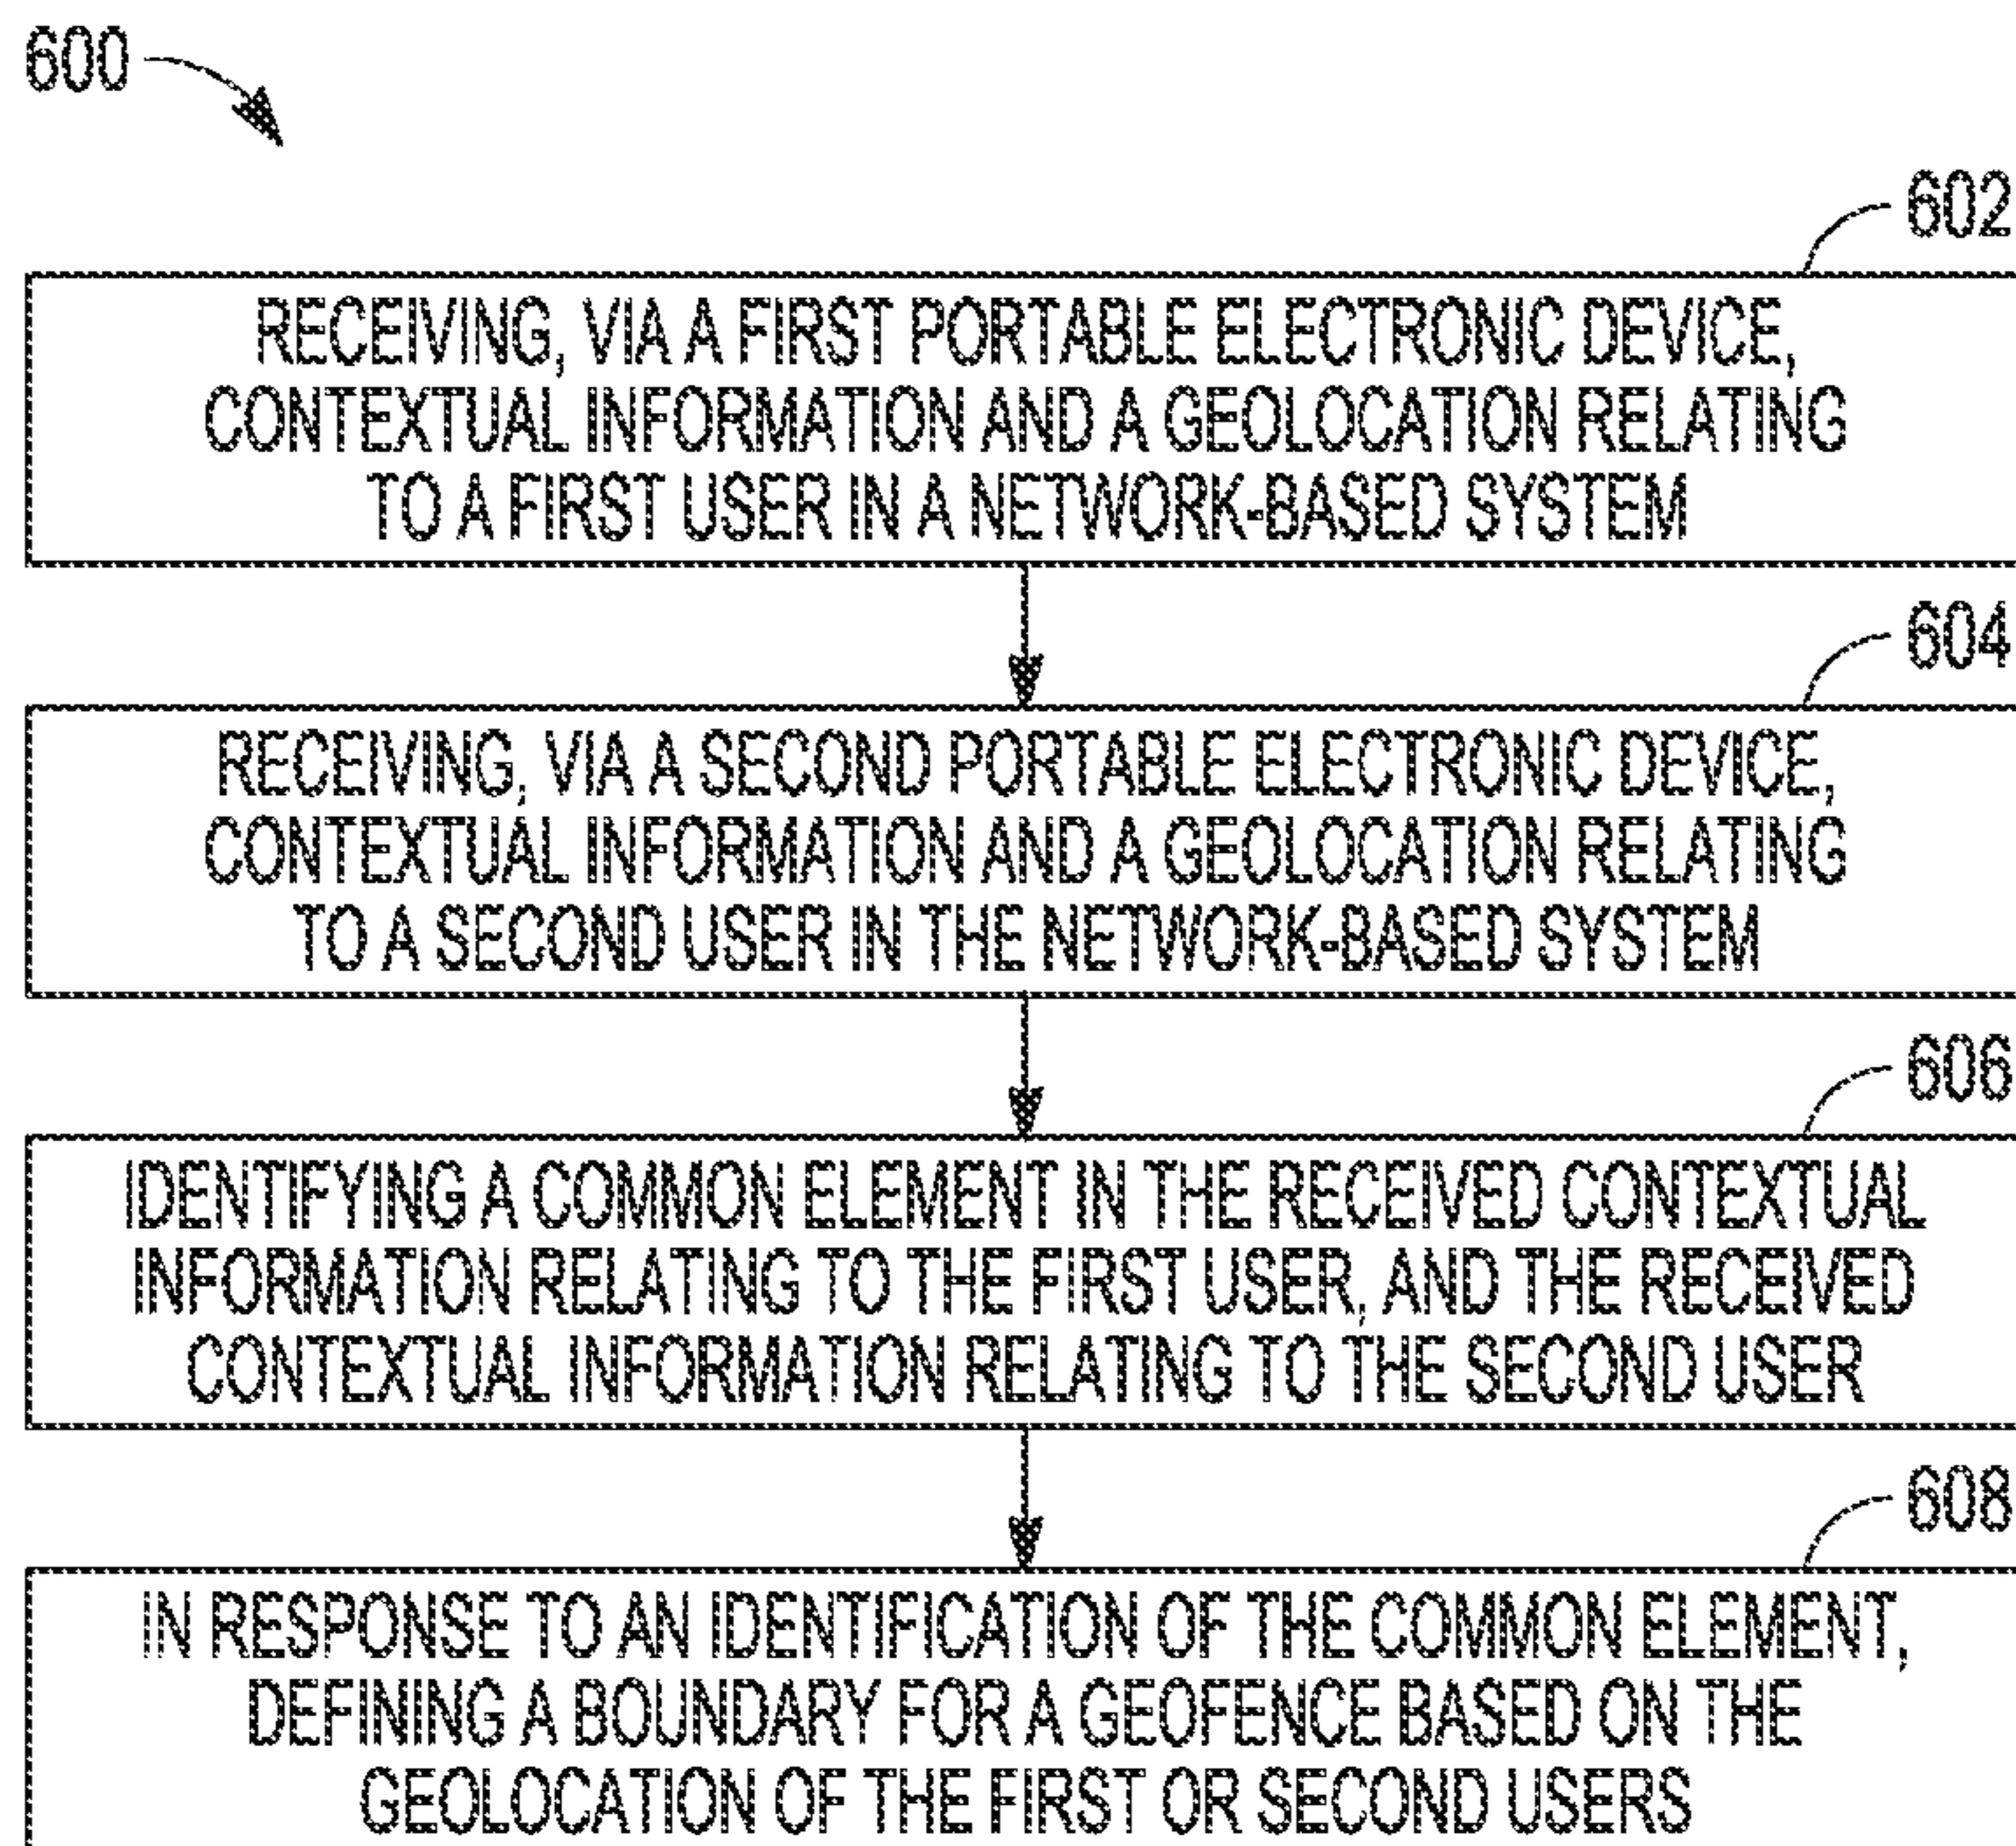 600
602
RECEIVING, VIA A FIRST PORTABLE ELECTRONIC DEVICE,
CONTEXTUAL INFORMATION AND A GEOLOCATION RELATING
TO A FIRST USER IN A NETWORK-BASED SYSTEM
604
RECEIVING, VIA A SECOND PORTABLE ELECTRONIC DEVICE,
CONTEXTUAL INFORMATION AND A GEOLOCATION RELATING
TO A SECOND USER IN THE NETWORK-BASED SYSTEM
606
IDENTIFYING A COMMON ELEMENT IN THE RECEIVED CONTEXTUAL
INFORMATION RELATING TO THE FIRST USER, AND THE RECEIVED
CONTEXTUAL INFORMATION RELATING TO THE SECOND USER
608
IN RESPONSE TO AN IDENTIFICATION OF THE COMMON ELEMENT,
DEFINING A BOUNDARY FOR A GEOFENCE BASED ON THE
GEOLOCATION OF THE FIRST OR SECOND USERS